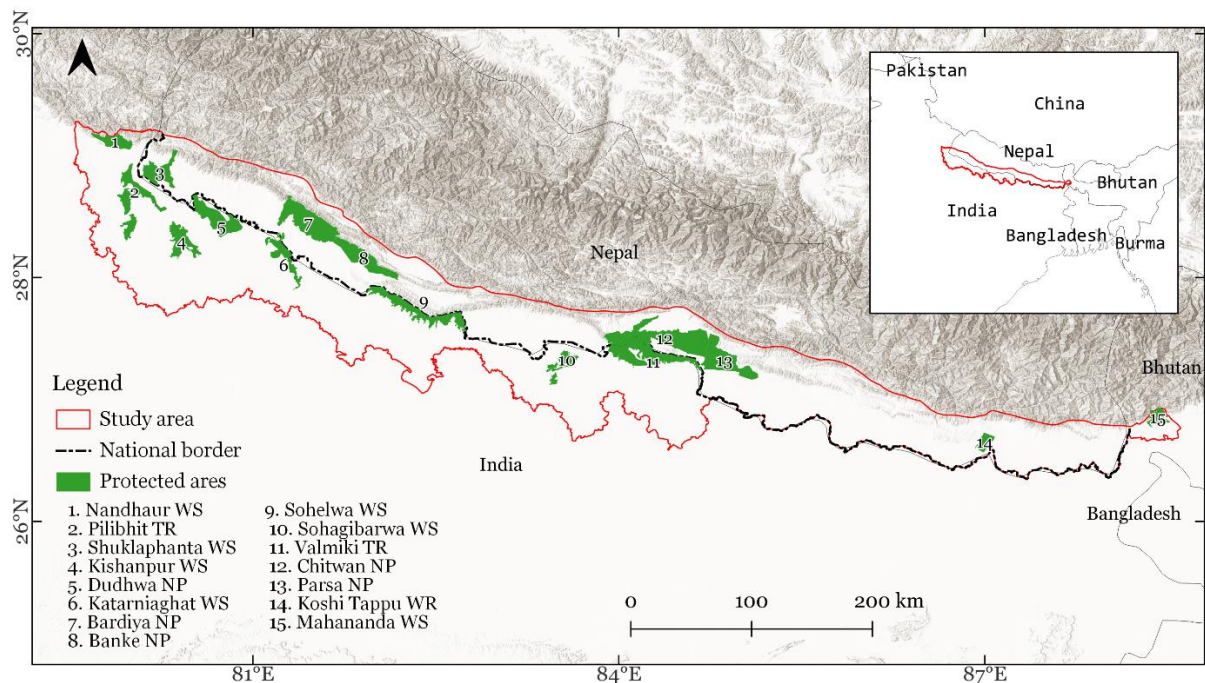 30°N
28°N
26°N
81°E
84°E
87°E
Pakistan
China
Nepal
Bhutan
India
Bangladesh
Burma
Nepal
Bhutan
India
Bangladesh
1
2
3
4
5
6
7
8
9
10
11
12
13
14
15
Legend
Study area
National border
Protected ares
1. Nandhaur WS
2. Pilibhit TR
3. Shuklaphanta WS
4. Kishanpur WS
5. Dudhwa NP
6. Katarniaghat WS
7. Bardiya NP
8. Banke NP
9. Sohelwa WS
10. Sohagibarwa WS
11. Valmiki TR
12. Chitwan NP
13. Parsa NP
14. Koshi Tappu WR
15. Mahananda WS
0 100 200 km